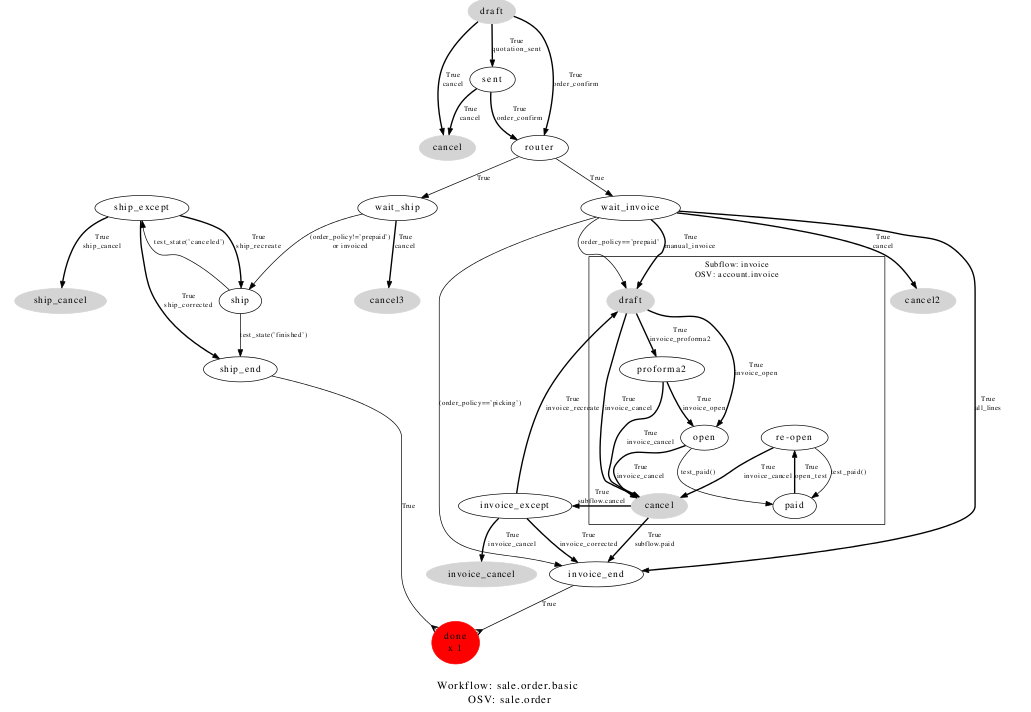 draft
True
quotation_sent
True
cancel
sent
True
order_confirm
True
cancel
True
order_confirm
cancel
router
True
True
ship_except
wait_ship
wait_invoice
True
ship_cancel
test_state("canceled")
True
ship_recreate
(order_policy!='prepaid')
or invoiced
True
cancel
order_policy=='prepaid'
True
manual_invoice
True
cancel
Subflow: invoice
OSV: account.invoice
ship_cancel
True
ship_corrected
ship
cancel3
draft
cancel2
test_state("finished")
True
invoice_proforma2
ship_end
proforma2
True
invoice_open
(order_policy=='picking')
True
invoice_recreate
True
invoice_cancel
True
invoice_open
True
all_lines
True
invoice_cancel
open
re-open
True
invoice_cancel
test_paid()
True
invoice_cancel
True
open_test
test_paid()
True
invoice_except
True
subflow.cancel
cancel
paid
True
invoice_cancel
True
invoice_corrected
True
subflow.paid
invoice_cancel
invoice_end
True
done
x 1
Workflow: sale.order.basic
OSV: sale.order